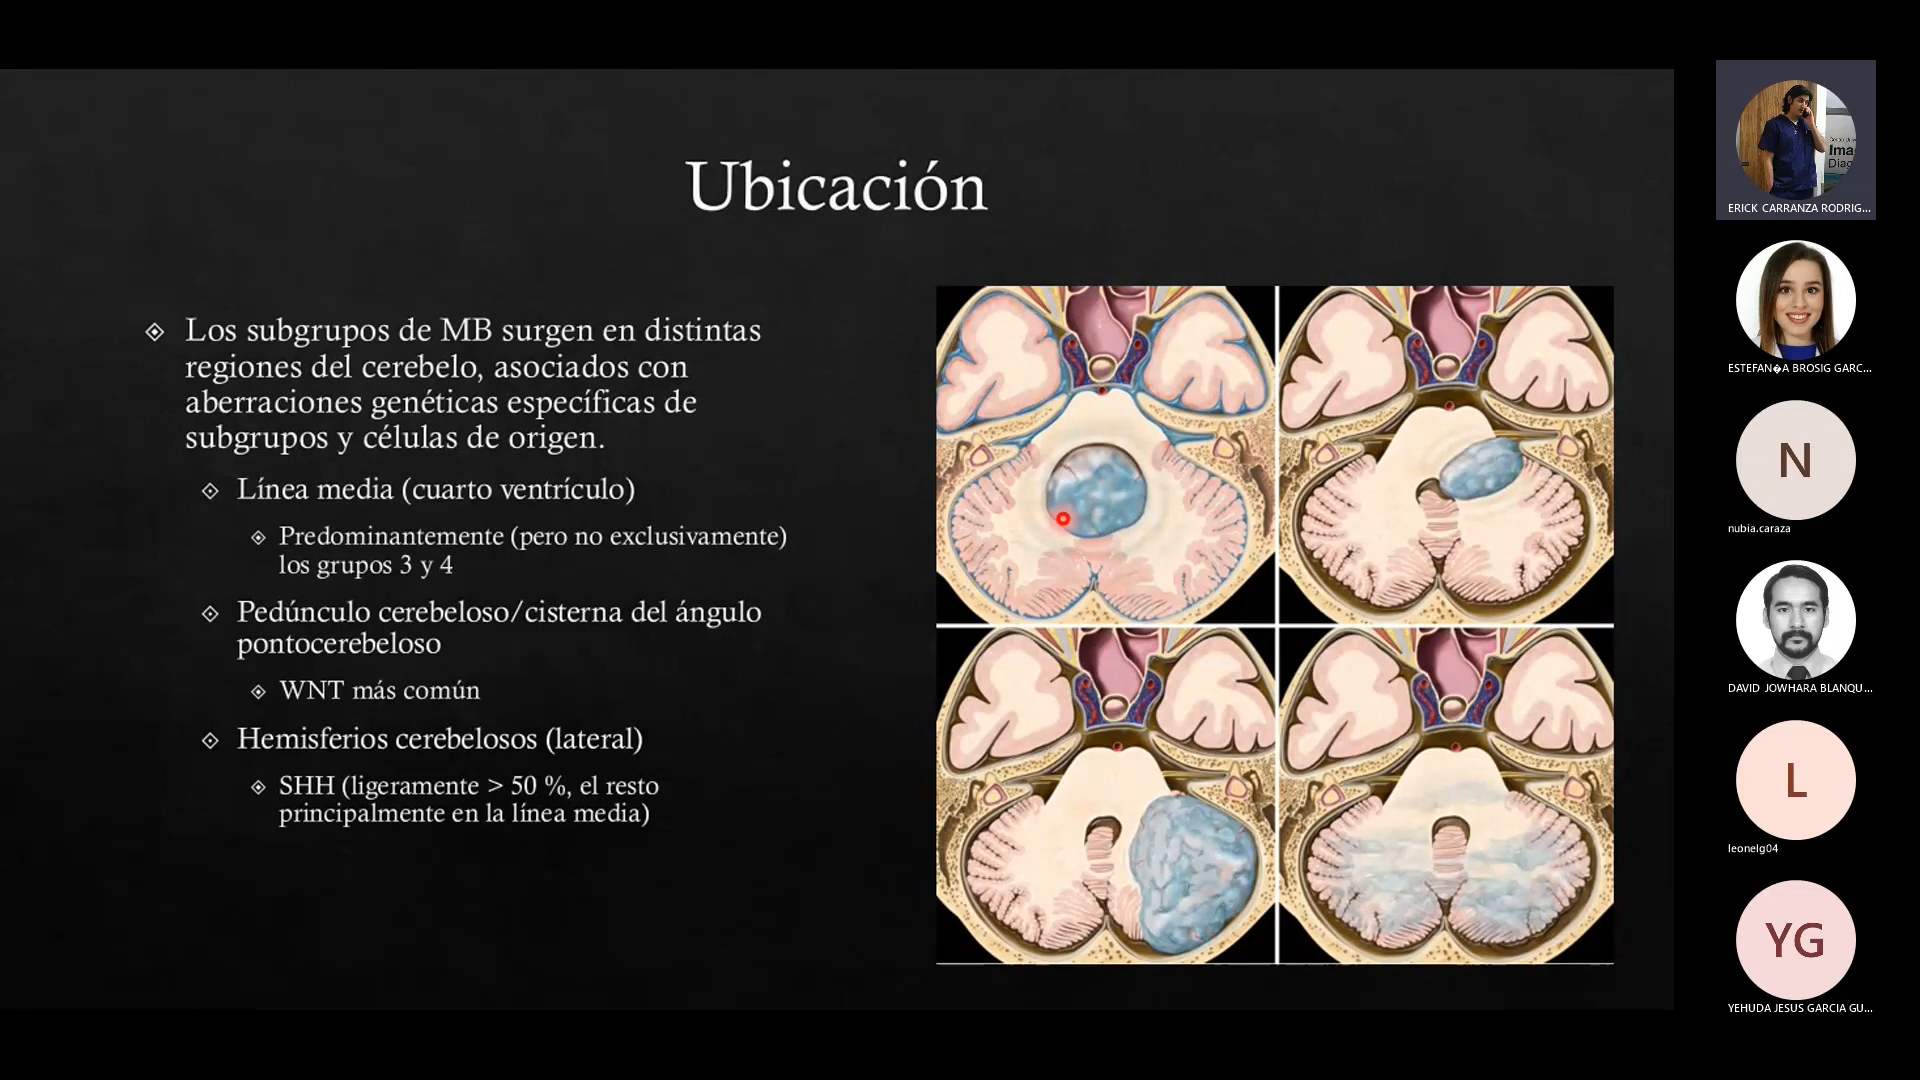 Ubicación
Los subgrupos de MB surgen en distintas
regiones del cerebelo, asociados con
aberraciones genéticas específicas de
subgrupos y células de origen.
Línea media (cuarto ventrículo)
Predominantemente (pero no exclusivamente)
los grupos 3 y 4
Pedúnculo cerebeloso/cisterna del ángulo
pontocerebeloso
WNT más común
Hemisferios cerebelosos (lateral)
SHH (ligeramente > 50 %, el resto
principalmente en la línea media)
Ima
Diag
ERICK CARRANZA RODRIG...
ESTEFAN�A BROSIG GARC...
N
nubia.caraza
DAVID JOWHARA BLANQU...
L
leonelg04
YG
YEHUDA JESUS GARCIA GU...